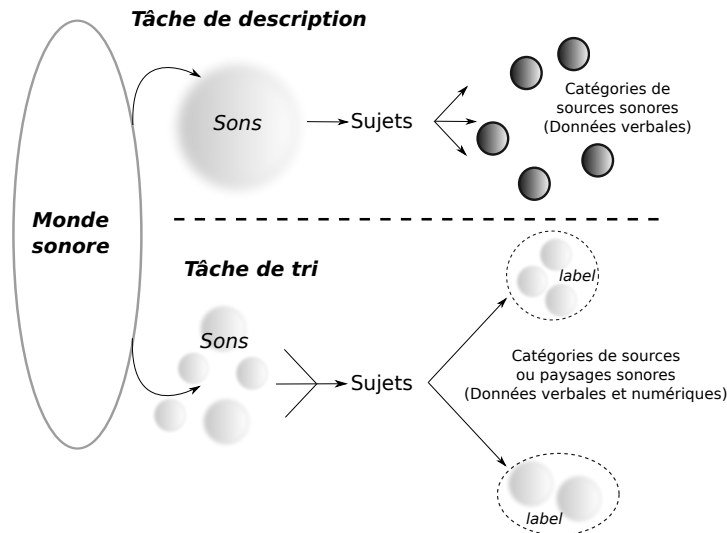 Tâche de description
Sons
Sujets
Catégories de
sources sonores
(Données verbales)
Monde
sonore
Tâche de tri
label
Sons
Sujets
Catégories de sources
ou paysages sonores
(Données verbales et numériques)
label